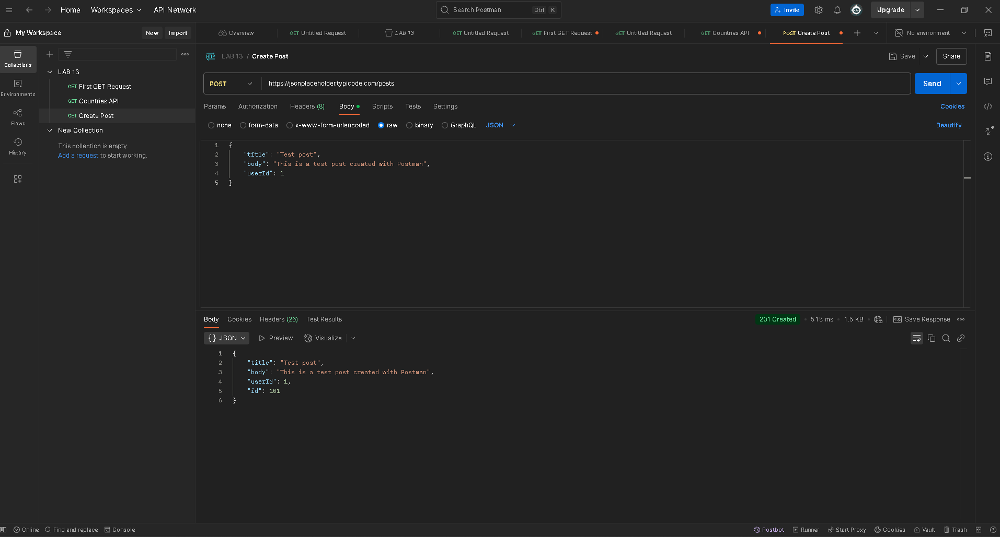 Home Workspaces API Network Search Postman Ctrl K Invite Upgrade
My Workspace New Import Overview GET Untitled Request LAB 13 GET Untitled Request GET First GET Request GET Untitled Request GET Countries API POST Create Post No environment
Collections
Environments
Flows
History
LAB 13
GET First GET Request
GET Countries API
GET Create Post
New Collection
This collection is empty.
Add a request to start working.
HTTP LAB 13 / Create Post Save Share
POST https://jsonplaceholder.typicode.com/posts Send
Params Authorization Headers (8) Body Scripts Tests Settings Cookies
none form-data x-www-form-urlencoded raw binary GraphQL JSON Beautify
1 {
2 "title": "Test post",
3 "body": "This is a test post created with Postman",
4 "userId": 1
5 }
Body Cookies Headers (26) Test Results 201 Created 515 ms 1.5 KB Save Response
{} JSON Preview Visualize
1 {
2 "title": "Test post",
3 "body": "This is a test post created with Postman",
4 "userId": 1,
5 "id": 101
6 }
Online Find and replace Console Postbot Runner Start Proxy Cookies Vault Trash